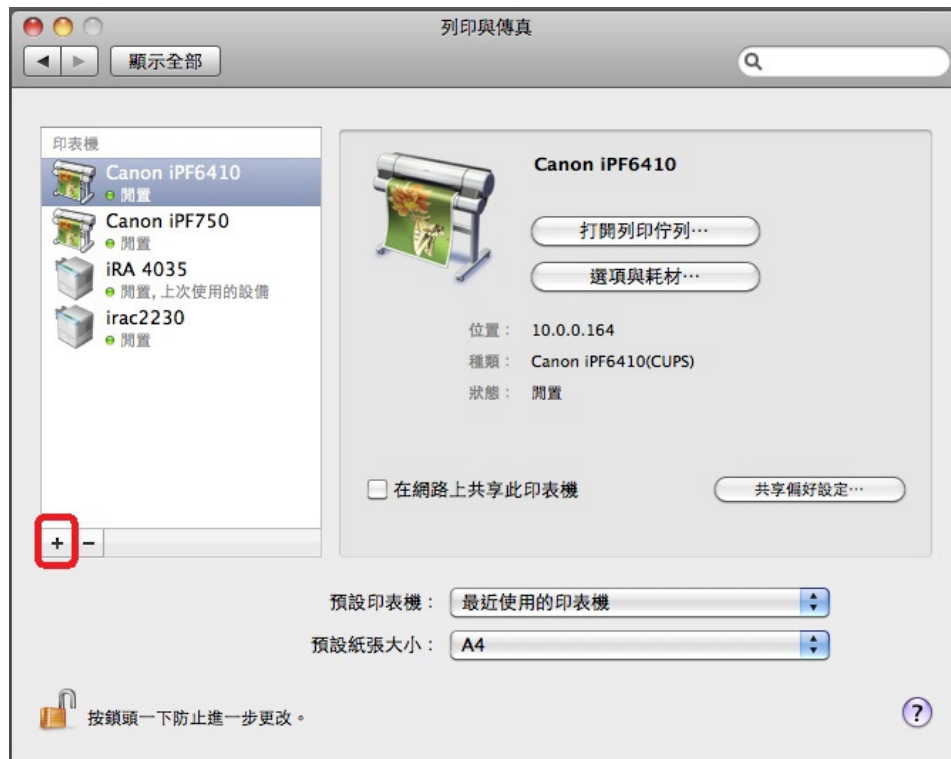 列印與傳真
顯示全部
印表機
Canon iPF6410
閒置
Canon iPF750
閒置
iRA 4035
閒置, 上次使用的設備
irac2230
閒置
Canon iPF6410
打開列印佇列…
選項與耗材…
位置： 10.0.0.164
種類： Canon iPF6410(CUPS)
狀態： 閒置
在網路上共享此印表機
共享偏好設定…
+ −
預設印表機： 最近使用的印表機
預設紙張大小： A4
按鎖頭一下防止進一步更改。
?